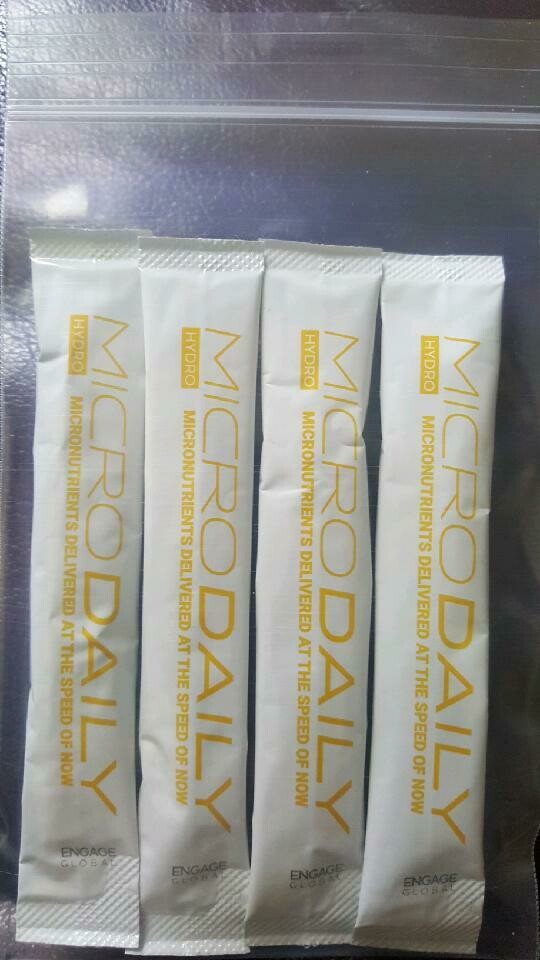 MICRODAILY
HYDRO
MICRONUTRIENTS DELIVERED AT THE SPEED OF NOW
ENGAGE
GLOBAL
MICRODAILY
HYDRO
MICRONUTRIENTS DELIVERED AT THE SPEED OF NOW
ENGAGE
GLOBAL
MICRODAILY
HYDRO
MICRONUTRIENTS DELIVERED AT THE SPEED OF NOW
ENGAGE
GLOBAL
MICRODAILY
HYDRO
MICRONUTRIENTS DELIVERED AT THE SPEED OF NOW
ENGAGE
GLOBAL